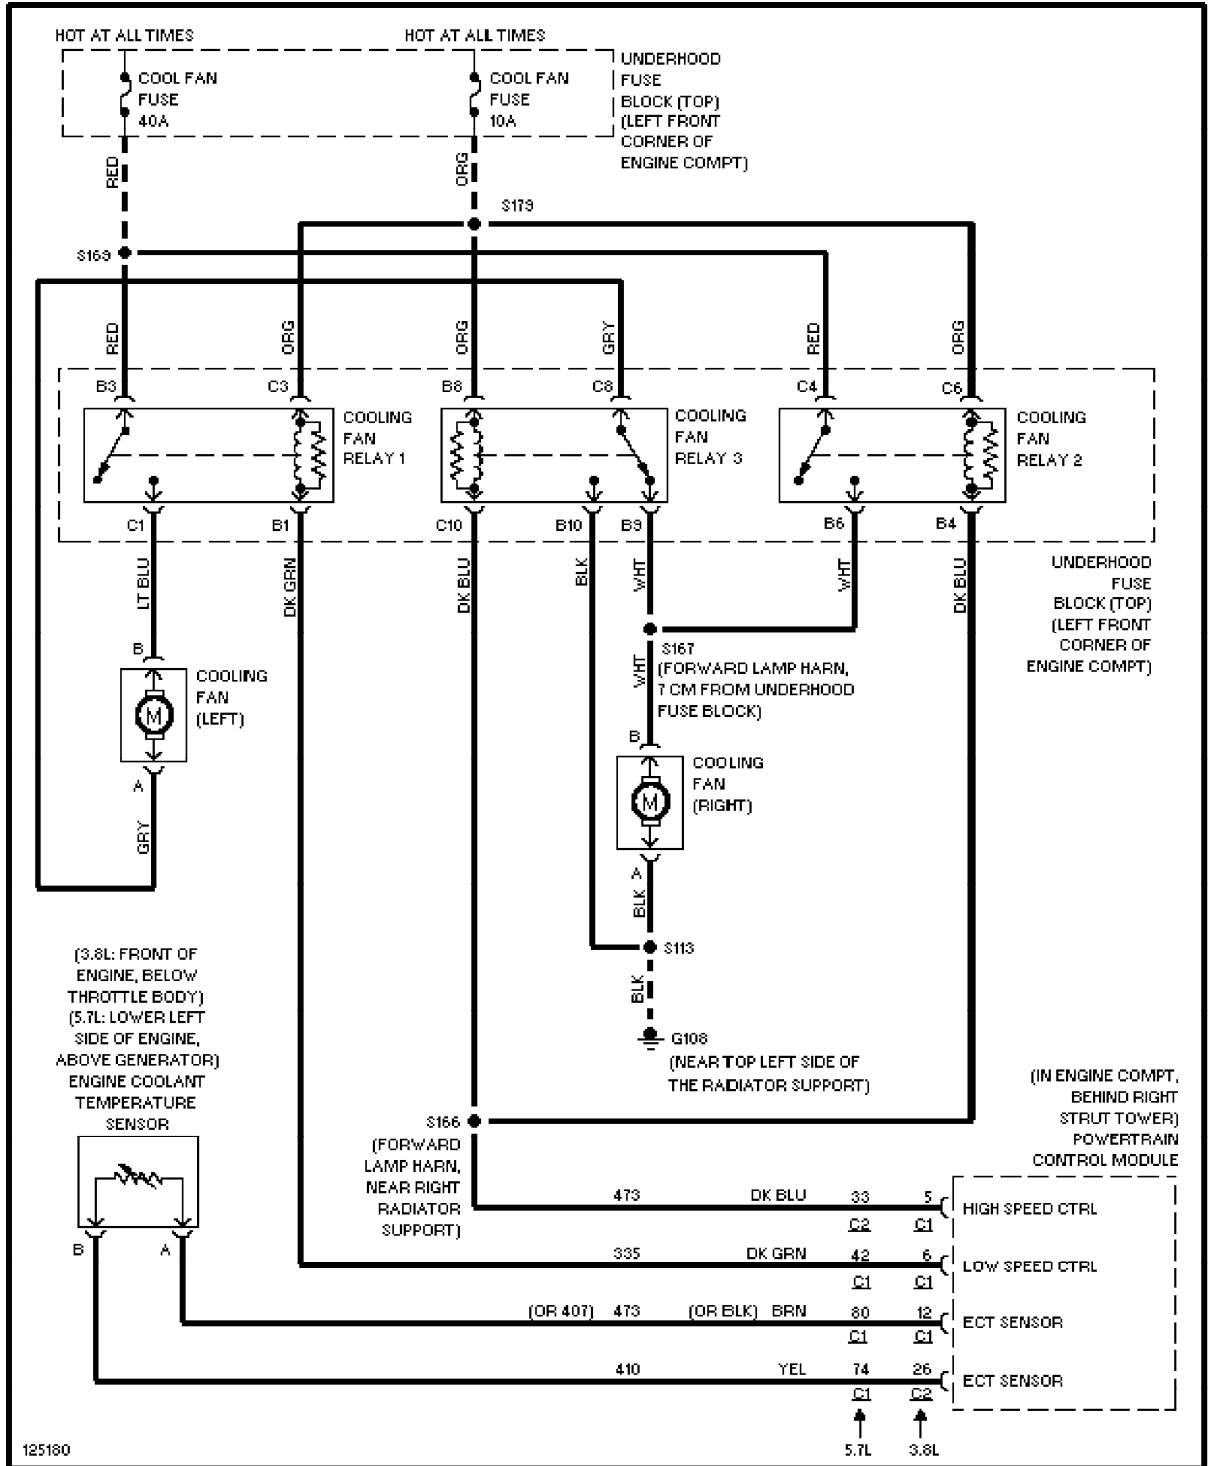 HOT AT ALL TIMES
HOT AT ALL TIMES
COOL FAN
FUSE
40A
COOL FAN
FUSE
10A
UNDERHOOD
FUSE
BLOCK (TOP)
(LEFT FRONT
CORNER OF
ENGINE COMPT)
RED
ORG
S179
S169
RED
ORG
ORG
GRY
RED
ORG
B3
C3
B8
C8
C4
C6
COOLING
FAN
RELAY 1
COOLING
FAN
RELAY 3
COOLING
FAN
RELAY 2
C1
B1
C10
B10
B9
B6
B4
LT BLU
DK GRN
DK BLU
BLK
WHT
WHT
DK BLU
UNDERHOOD
FUSE
BLOCK (TOP)
(LEFT FRONT
CORNER OF
ENGINE COMPT)
S167
(FORWARD LAMP HARN,
7 CM FROM UNDERHOOD
FUSE BLOCK)
WHT
B
COOLING
FAN
(LEFT)
M
A
GRY
B
COOLING
FAN
(RIGHT)
M
A
BLK
S113
BLK
G108
(NEAR TOP LEFT SIDE OF
THE RADIATOR SUPPORT)
(3.8L: FRONT OF
ENGINE, BELOW
THROTTLE BODY)
(5.7L: LOWER LEFT
SIDE OF ENGINE,
ABOVE GENERATOR)
ENGINE COOLANT
TEMPERATURE
SENSOR
B
A
S166
(FORWARD
LAMP HARN,
NEAR RIGHT
RADIATOR
SUPPORT)
(IN ENGINE COMPT,
BEHIND RIGHT
STRUT TOWER)
POWERTRAIN
CONTROL MODULE
473 DK BLU 33 5 HIGH SPEED CTRL
C2 C1
335 DK GRN 42 6 LOW SPEED CTRL
C1 C1
(OR 407) 473 (OR BLK) BRN 80 12 ECT SENSOR
C1 C1
410 YEL 74 26 ECT SENSOR
C1 C2
5.7L 3.8L
125180